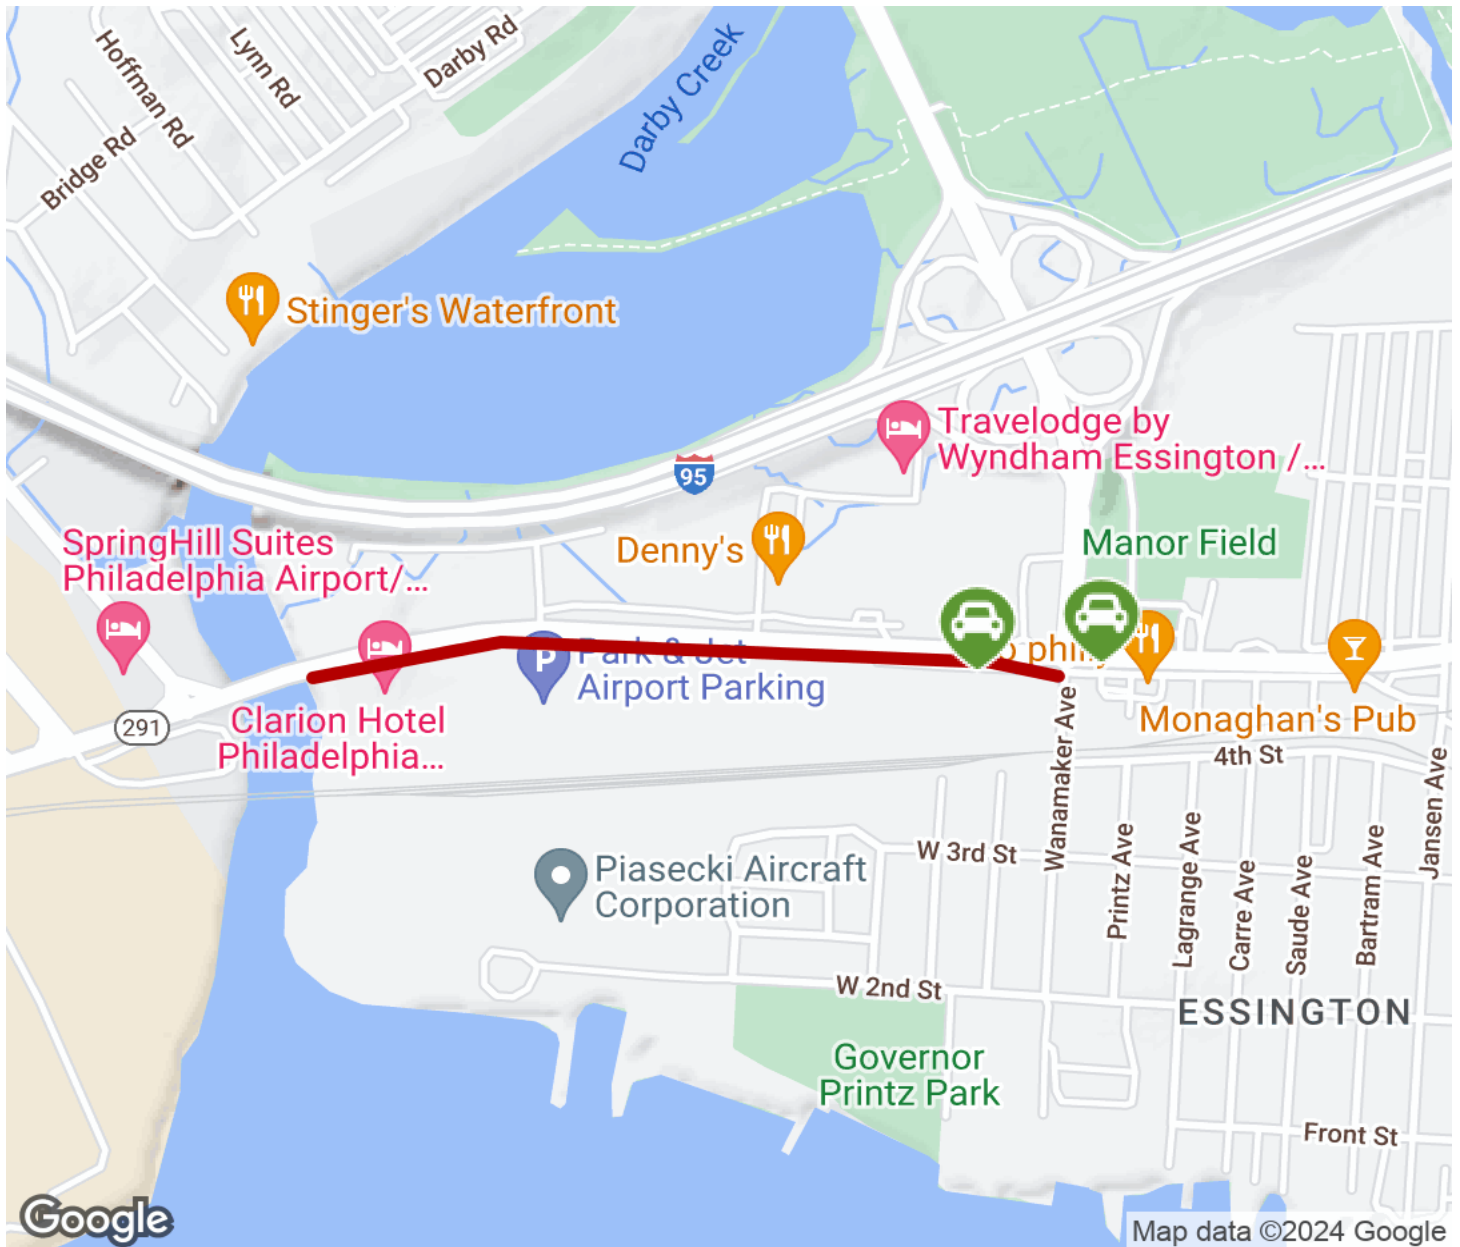 Hoffman Rd
Lynn Rd
Darby Rd
Darby Creek
Bridge Rd
Stinger's Waterfront
Travelodge by
Wyndham Essington /...
95
SpringHill Suites
Philadelphia Airport/...
Denny's
Manor Field
P
Park & Jet
Airport Parking
291
Clarion Hotel
Philadelphia...
Monaghan's Pub
4th St
Wanamaker Ave
Jansen Ave
W 3rd St
Piasecki Aircraft
Corporation
Printz Ave
Lagrange Ave
Carre Ave
Saude Ave
Bartram Ave
W 2nd St
ESSINGTON
Governor
Printz Park
Front St
Google
Map data ©2024 Google